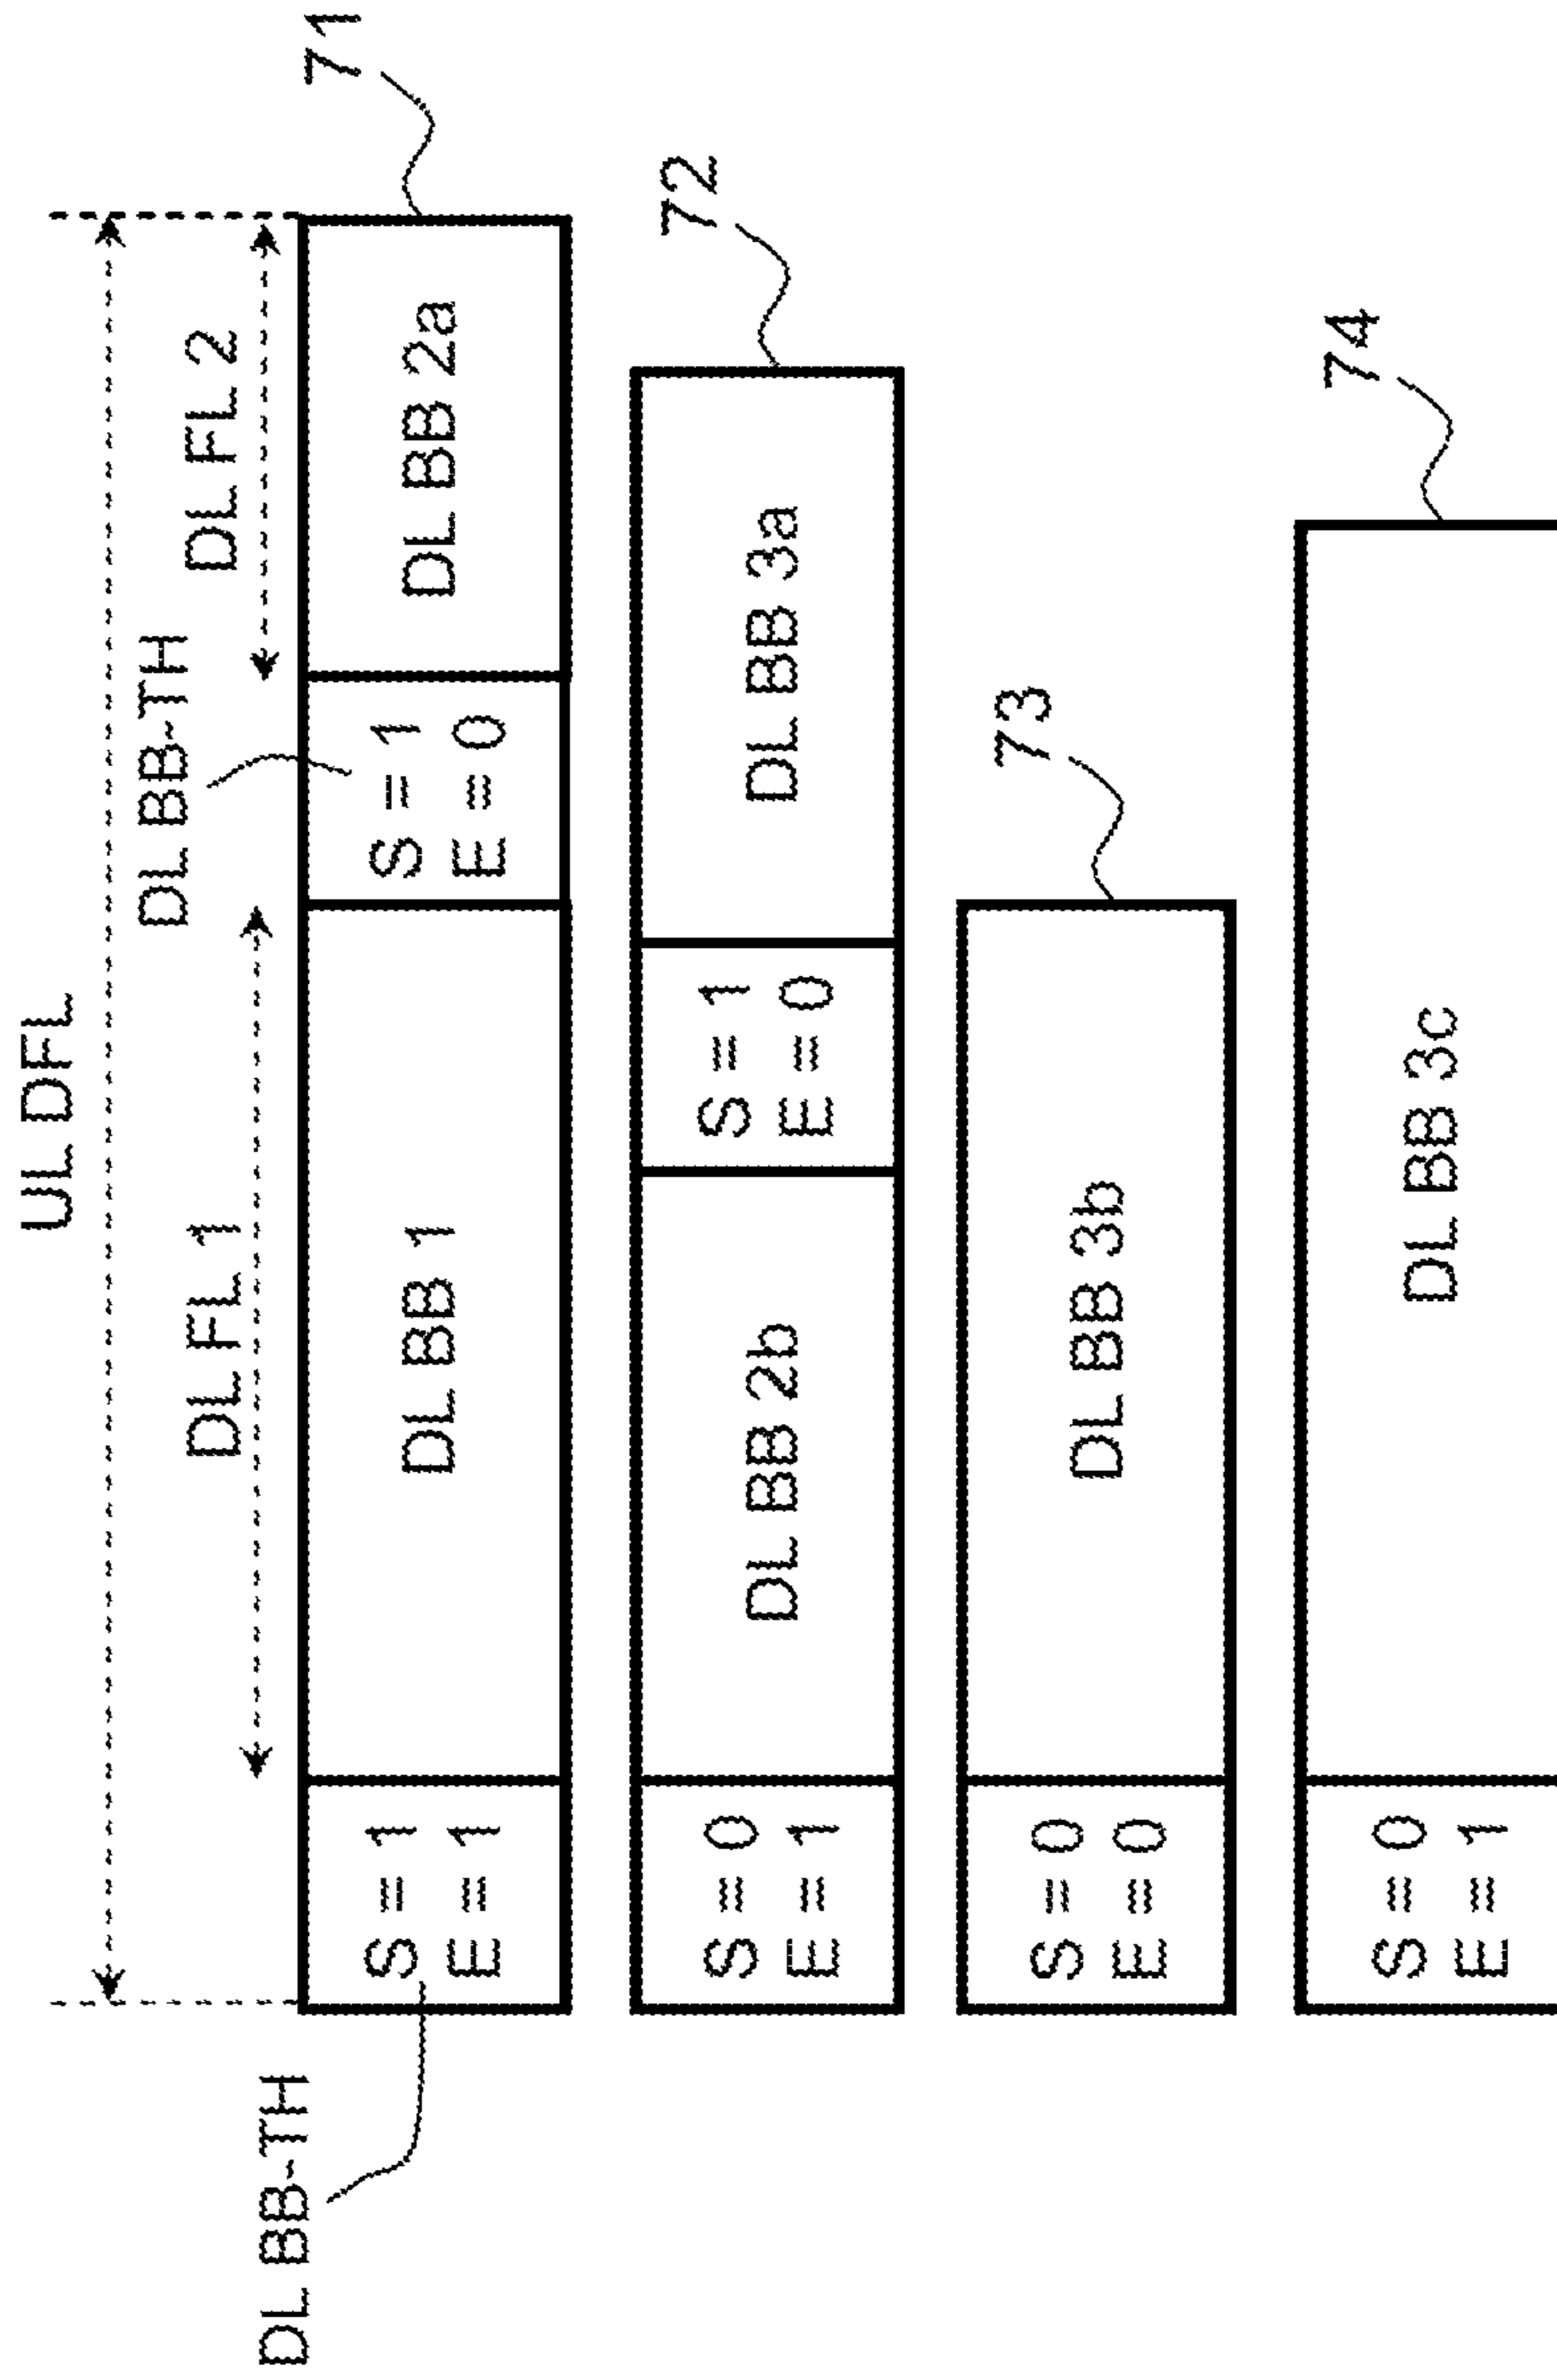 UL DFL
DL FL 1
DL FL 2
DL BB-TH
DL BB-TH
S = 1
E = 1
DL BB 1
S = 1
E = 0
DL BB 2a
71
S = 0
E = 1
DL BB 2b
S = 1
E = 0
DL BB 3a
72
S = 0
E = 0
DL BB 3b
73
S = 0
E = 1
DL BB 3c
74